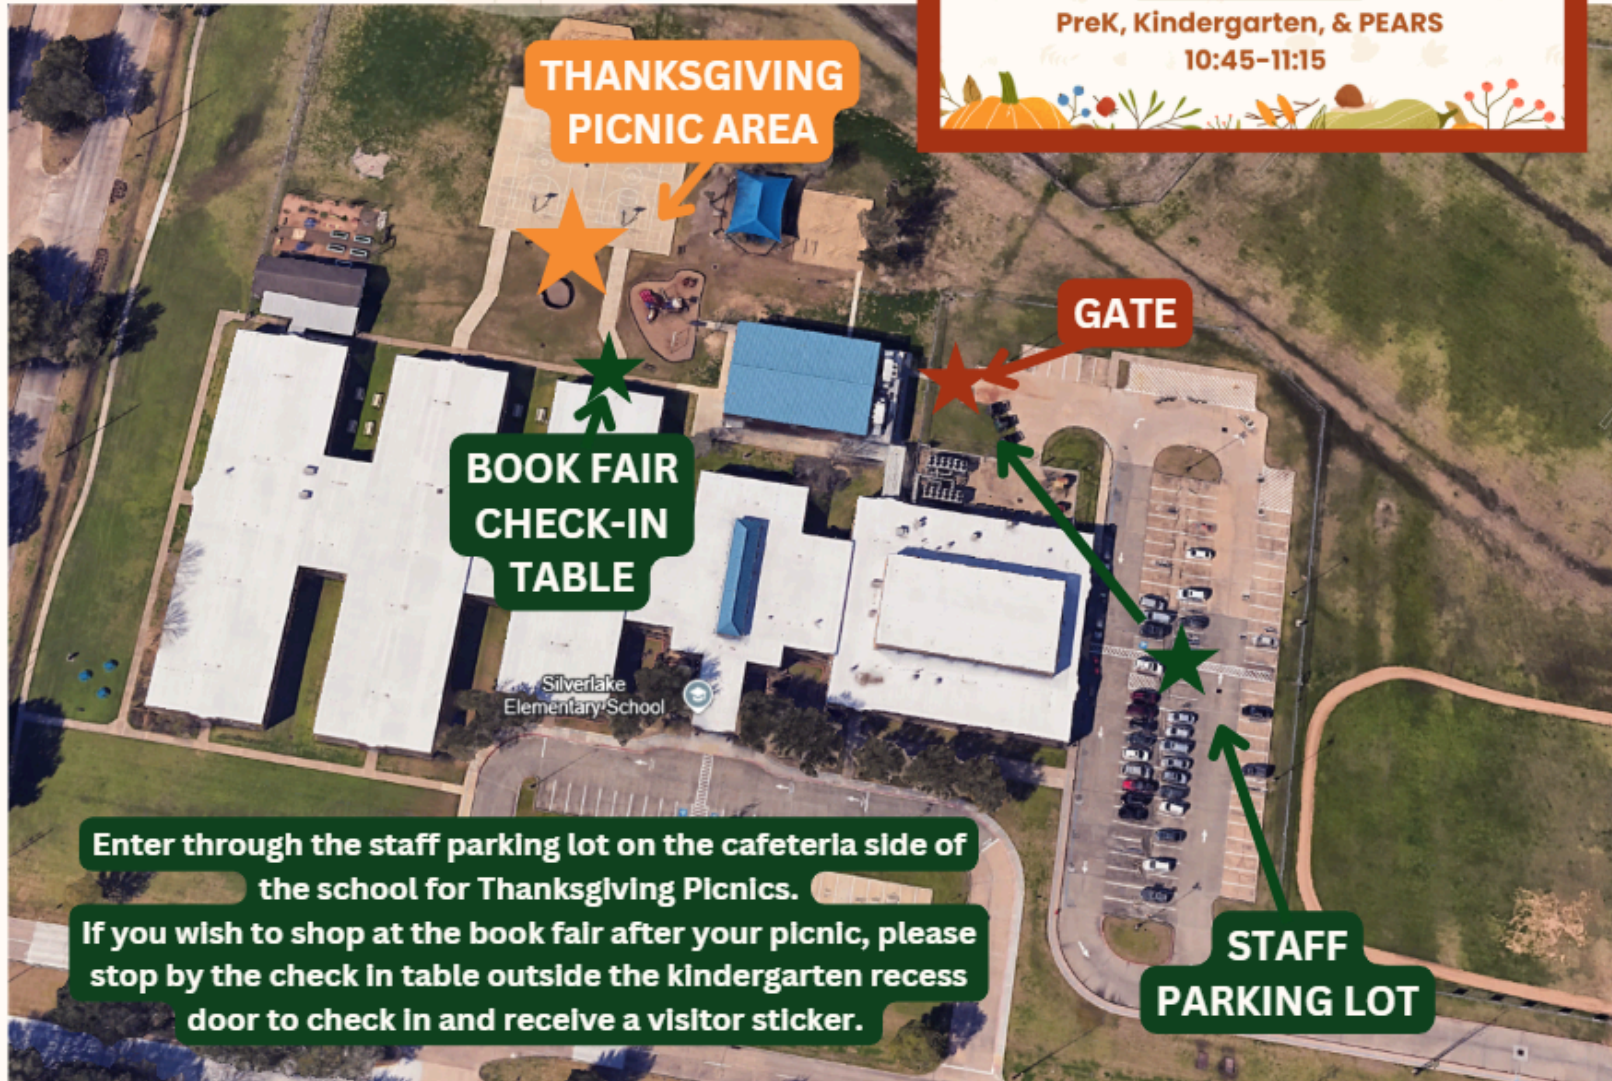 PreK, Kindergarten, & PEARS
10:45-11:15
THANKSGIVING
PICNIC AREA
GATE
BOOK FAIR
CHECK-IN
TABLE
Silverlake
Elementary School
Enter through the staff parking lot on the cafeteria side of
the school for Thanksgiving Picnics.
If you wish to shop at the book fair after your picnic, please
stop by the check in table outside the kindergarten recess
door to check in and receive a visitor sticker.
STAFF
PARKING LOT